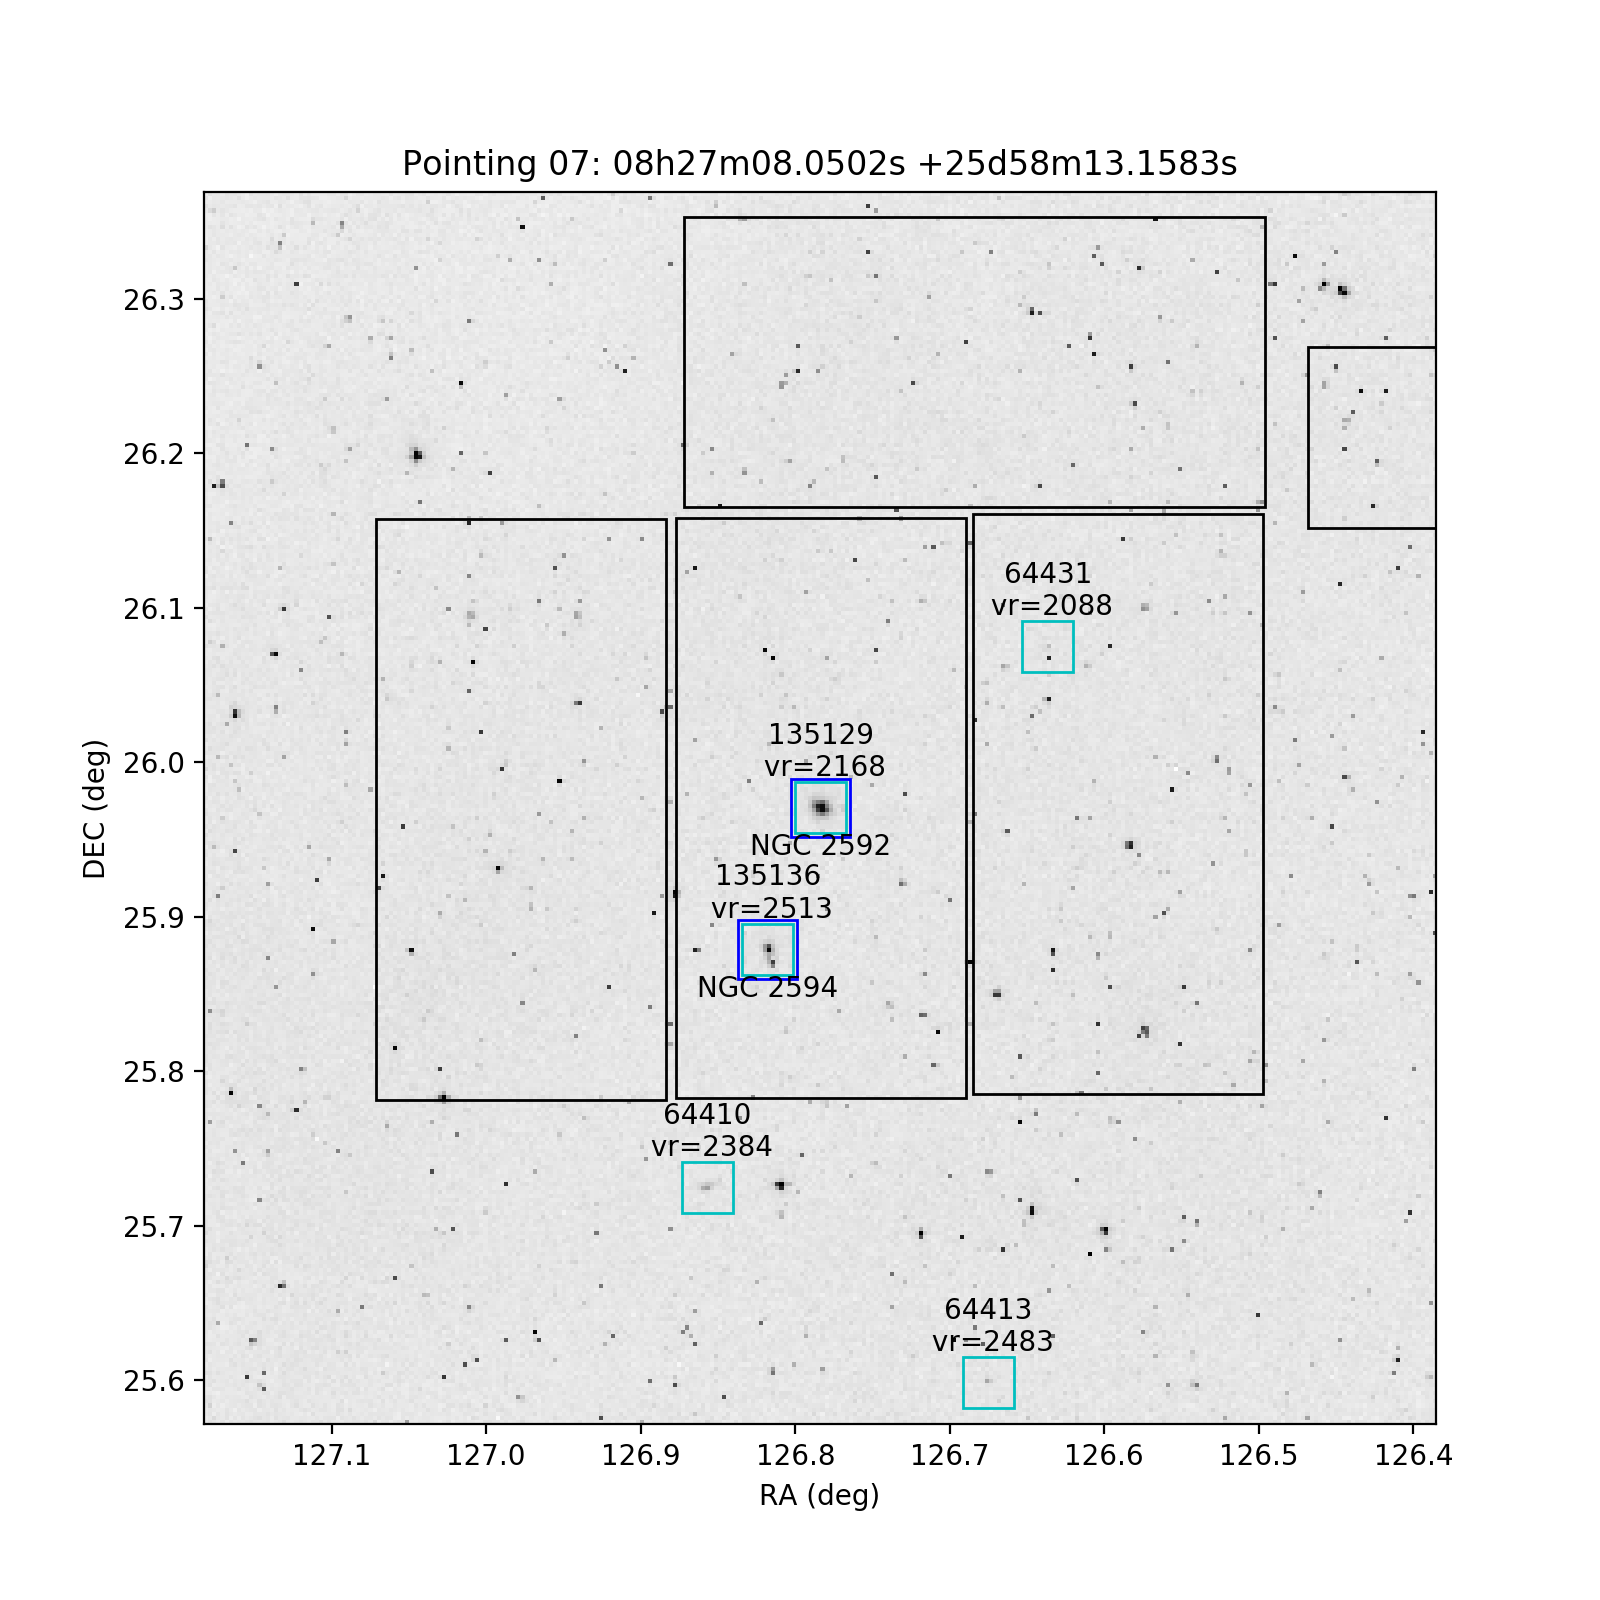 Pointing 07: 08h27m08.0502s +25d58m13.1583s
26.3
26.2
26.1
26.0
25.9
25.8
25.7
25.6
DEC (deg)
64431
vr=2088
135129
vr=2168
NGC 2592
135136
vr=2513
NGC 2594
64410
vr=2384
64413
vr=2483
127.1 127.0 126.9 126.8 126.7 126.6 126.5 126.4
RA (deg)